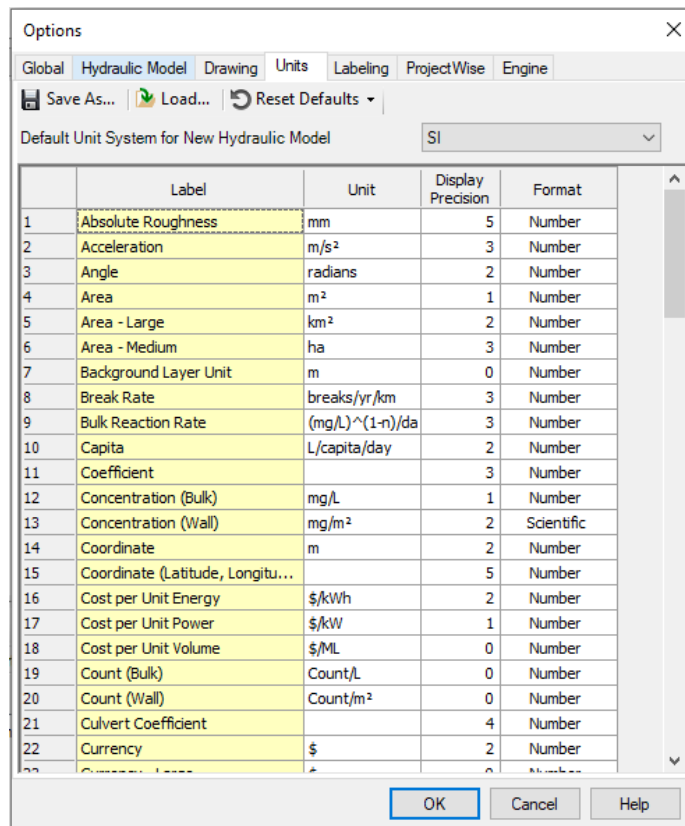 Options
Global Hydraulic Model Drawing Units Labeling ProjectWise Engine
Save As... Load... Reset Defaults
Default Unit System for New Hydraulic Model SI
Label Unit Display Precision Format
1 Absolute Roughness mm 5 Number
2 Acceleration m/s² 3 Number
3 Angle radians 2 Number
4 Area m² 1 Number
5 Area - Large km² 2 Number
6 Area - Medium ha 3 Number
7 Background Layer Unit m 0 Number
8 Break Rate breaks/yr/km 3 Number
9 Bulk Reaction Rate (mg/L)^(1-n)/da 3 Number
10 Capita L/capita/day 2 Number
11 Coefficient 3 Number
12 Concentration (Bulk) mg/L 1 Number
13 Concentration (Wall) mg/m² 2 Scientific
14 Coordinate m 2 Number
15 Coordinate (Latitude, Longitu... 5 Number
16 Cost per Unit Energy $/kWh 2 Number
17 Cost per Unit Power $/kW 1 Number
18 Cost per Unit Volume $/ML 0 Number
19 Count (Bulk) Count/L 0 Number
20 Count (Wall) Count/m² 0 Number
21 Culvert Coefficient 4 Number
22 Currency $ 2 Number
OK Cancel Help